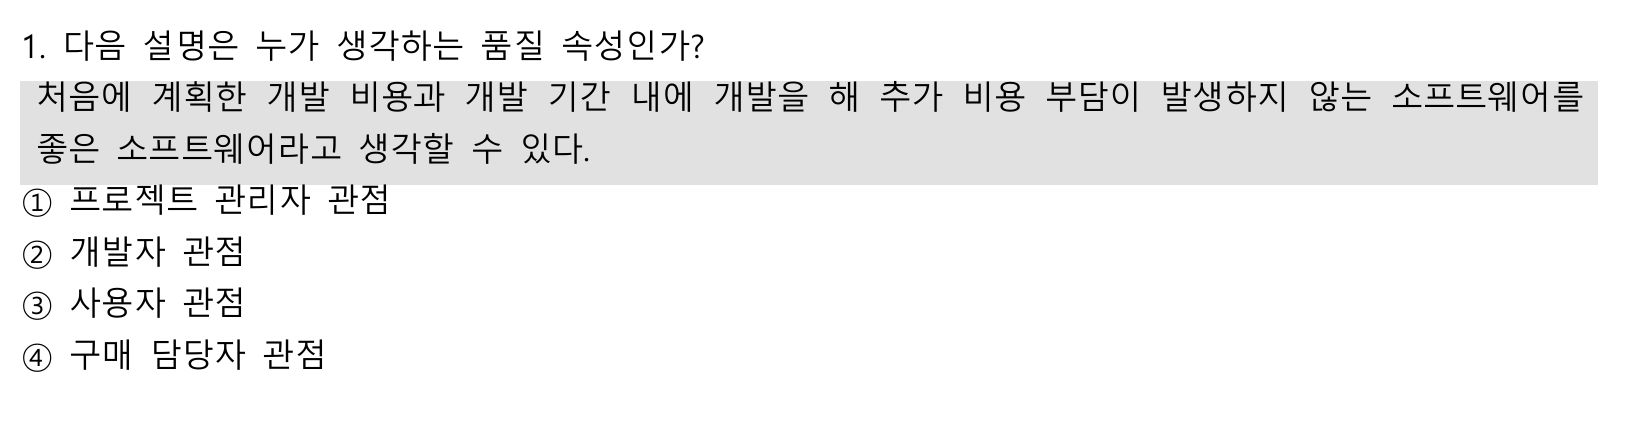 1. 다음 설명은 누가 생각하는 품질 속성인가?
처음에 계획한 개발 비용과 개발 기간 내에 개발을 해 추가 비용 부담이 발생하지 않는 소프트웨어를
좋은 소프트웨어라고 생각할 수 있다.
① 프로젝트 관리자 관점
② 개발자 관점
③ 사용자 관점
④ 구매 담당자 관점